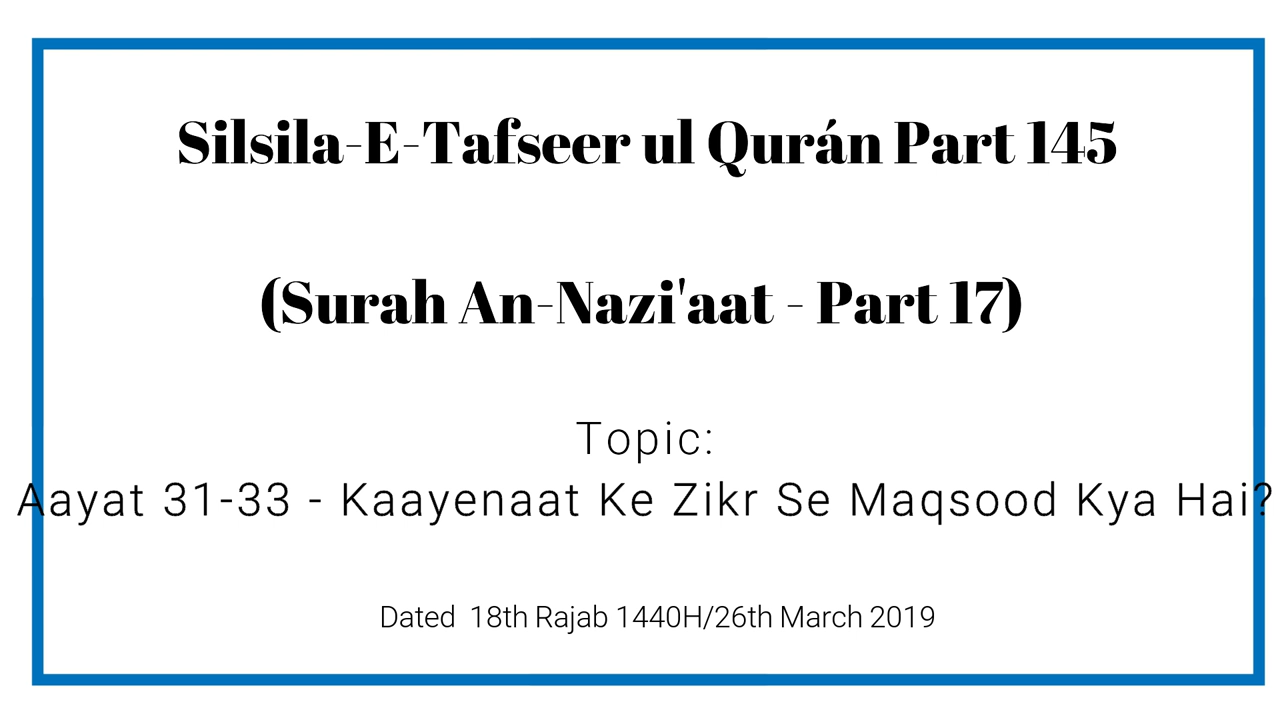 Silsila-E-Tafseer ul Qurán Part 145
(Surah An-Nazi'aat - Part 17)
Topic:
Aayat 31-33 - Kaayenaat Ke Zikr Se Maqsood Kya Hai?
Dated 18th Rajab 1440H/26th March 2019